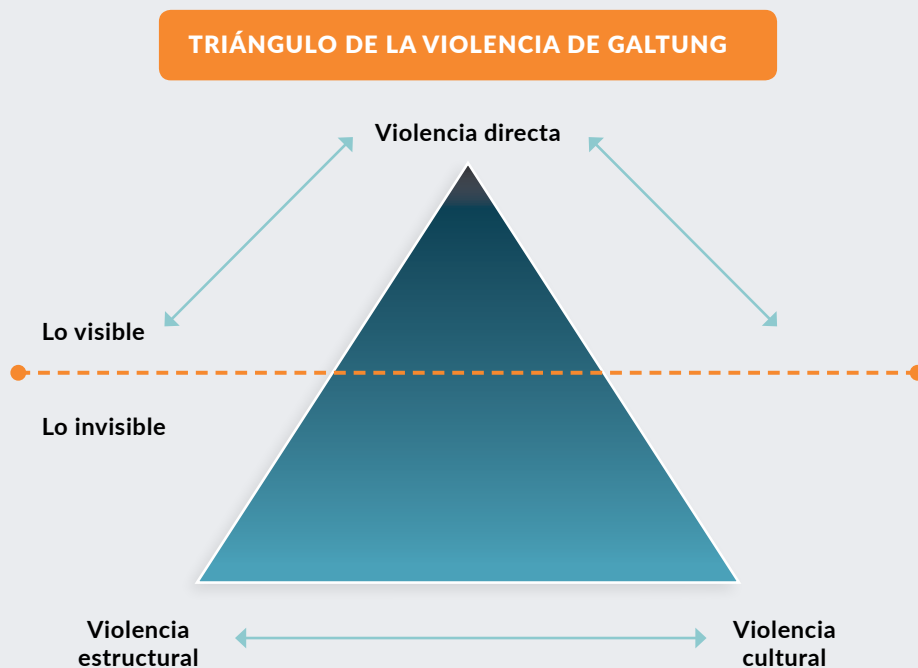 TRIÁNGULO DE LA VIOLENCIA DE GALTUNG
Violencia directa
Lo visible
Lo invisible
Violencia
estructural
Violencia
cultural